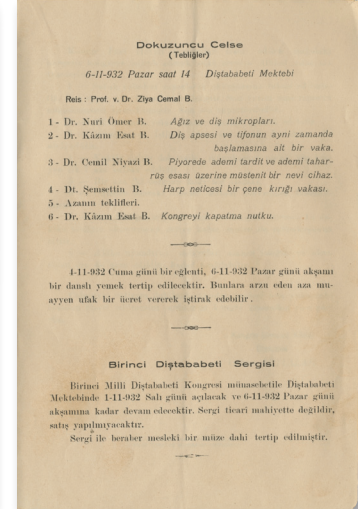 Dokuzuncu Celse
(Tebliğler)
6-11-932 Pazar saat 14 Diştababeti Mektebi
Reis : Prof. v. Dr. Ziya Cemal B.
1 - Dr. Nuri Ömer B. Ağız ve diş mikropları.
2 - Dr. Kâzım Esat B. Diş apsesi ve tifonun ayni zamanda
başlamasına ait bir vaka.
3 - Dr. Cemil Niyazi B. Piyorede ademi tardit ve ademi tahar-
rüş esası üzerine müstenit bir nevi cihaz.
4 - Dt. Şemsettin B. Harp neticesi bir çene kırığı vakası.
5 - Azanın teklifleri.
6 - Dr. Kâzım Esat B. Kongreyi kapatma nutku.
4-11-932 Cuma günü bir eğlenti, 6-11-932 Pazar günü akşamı
bir danslı yemek tertip edilecektir. Bunlara arzu eden aza mu-
ayyen ufak bir ücret vererek iştirak edebilir.
Birinci Diştababeti Sergisi
Birinci Milli Diştababeti Kongresi münasebetile Diştababeti
Mektebinde 1-11-932 Salı günü açılacak ve 6-11-932 Pazar günü
akşamına kadar devam edecektir. Sergi ticari mahiyette değildir,
satış yapılmıyacaktır.
Sergi ile beraber mesleki bir müze dahi tertip edilmiştir.